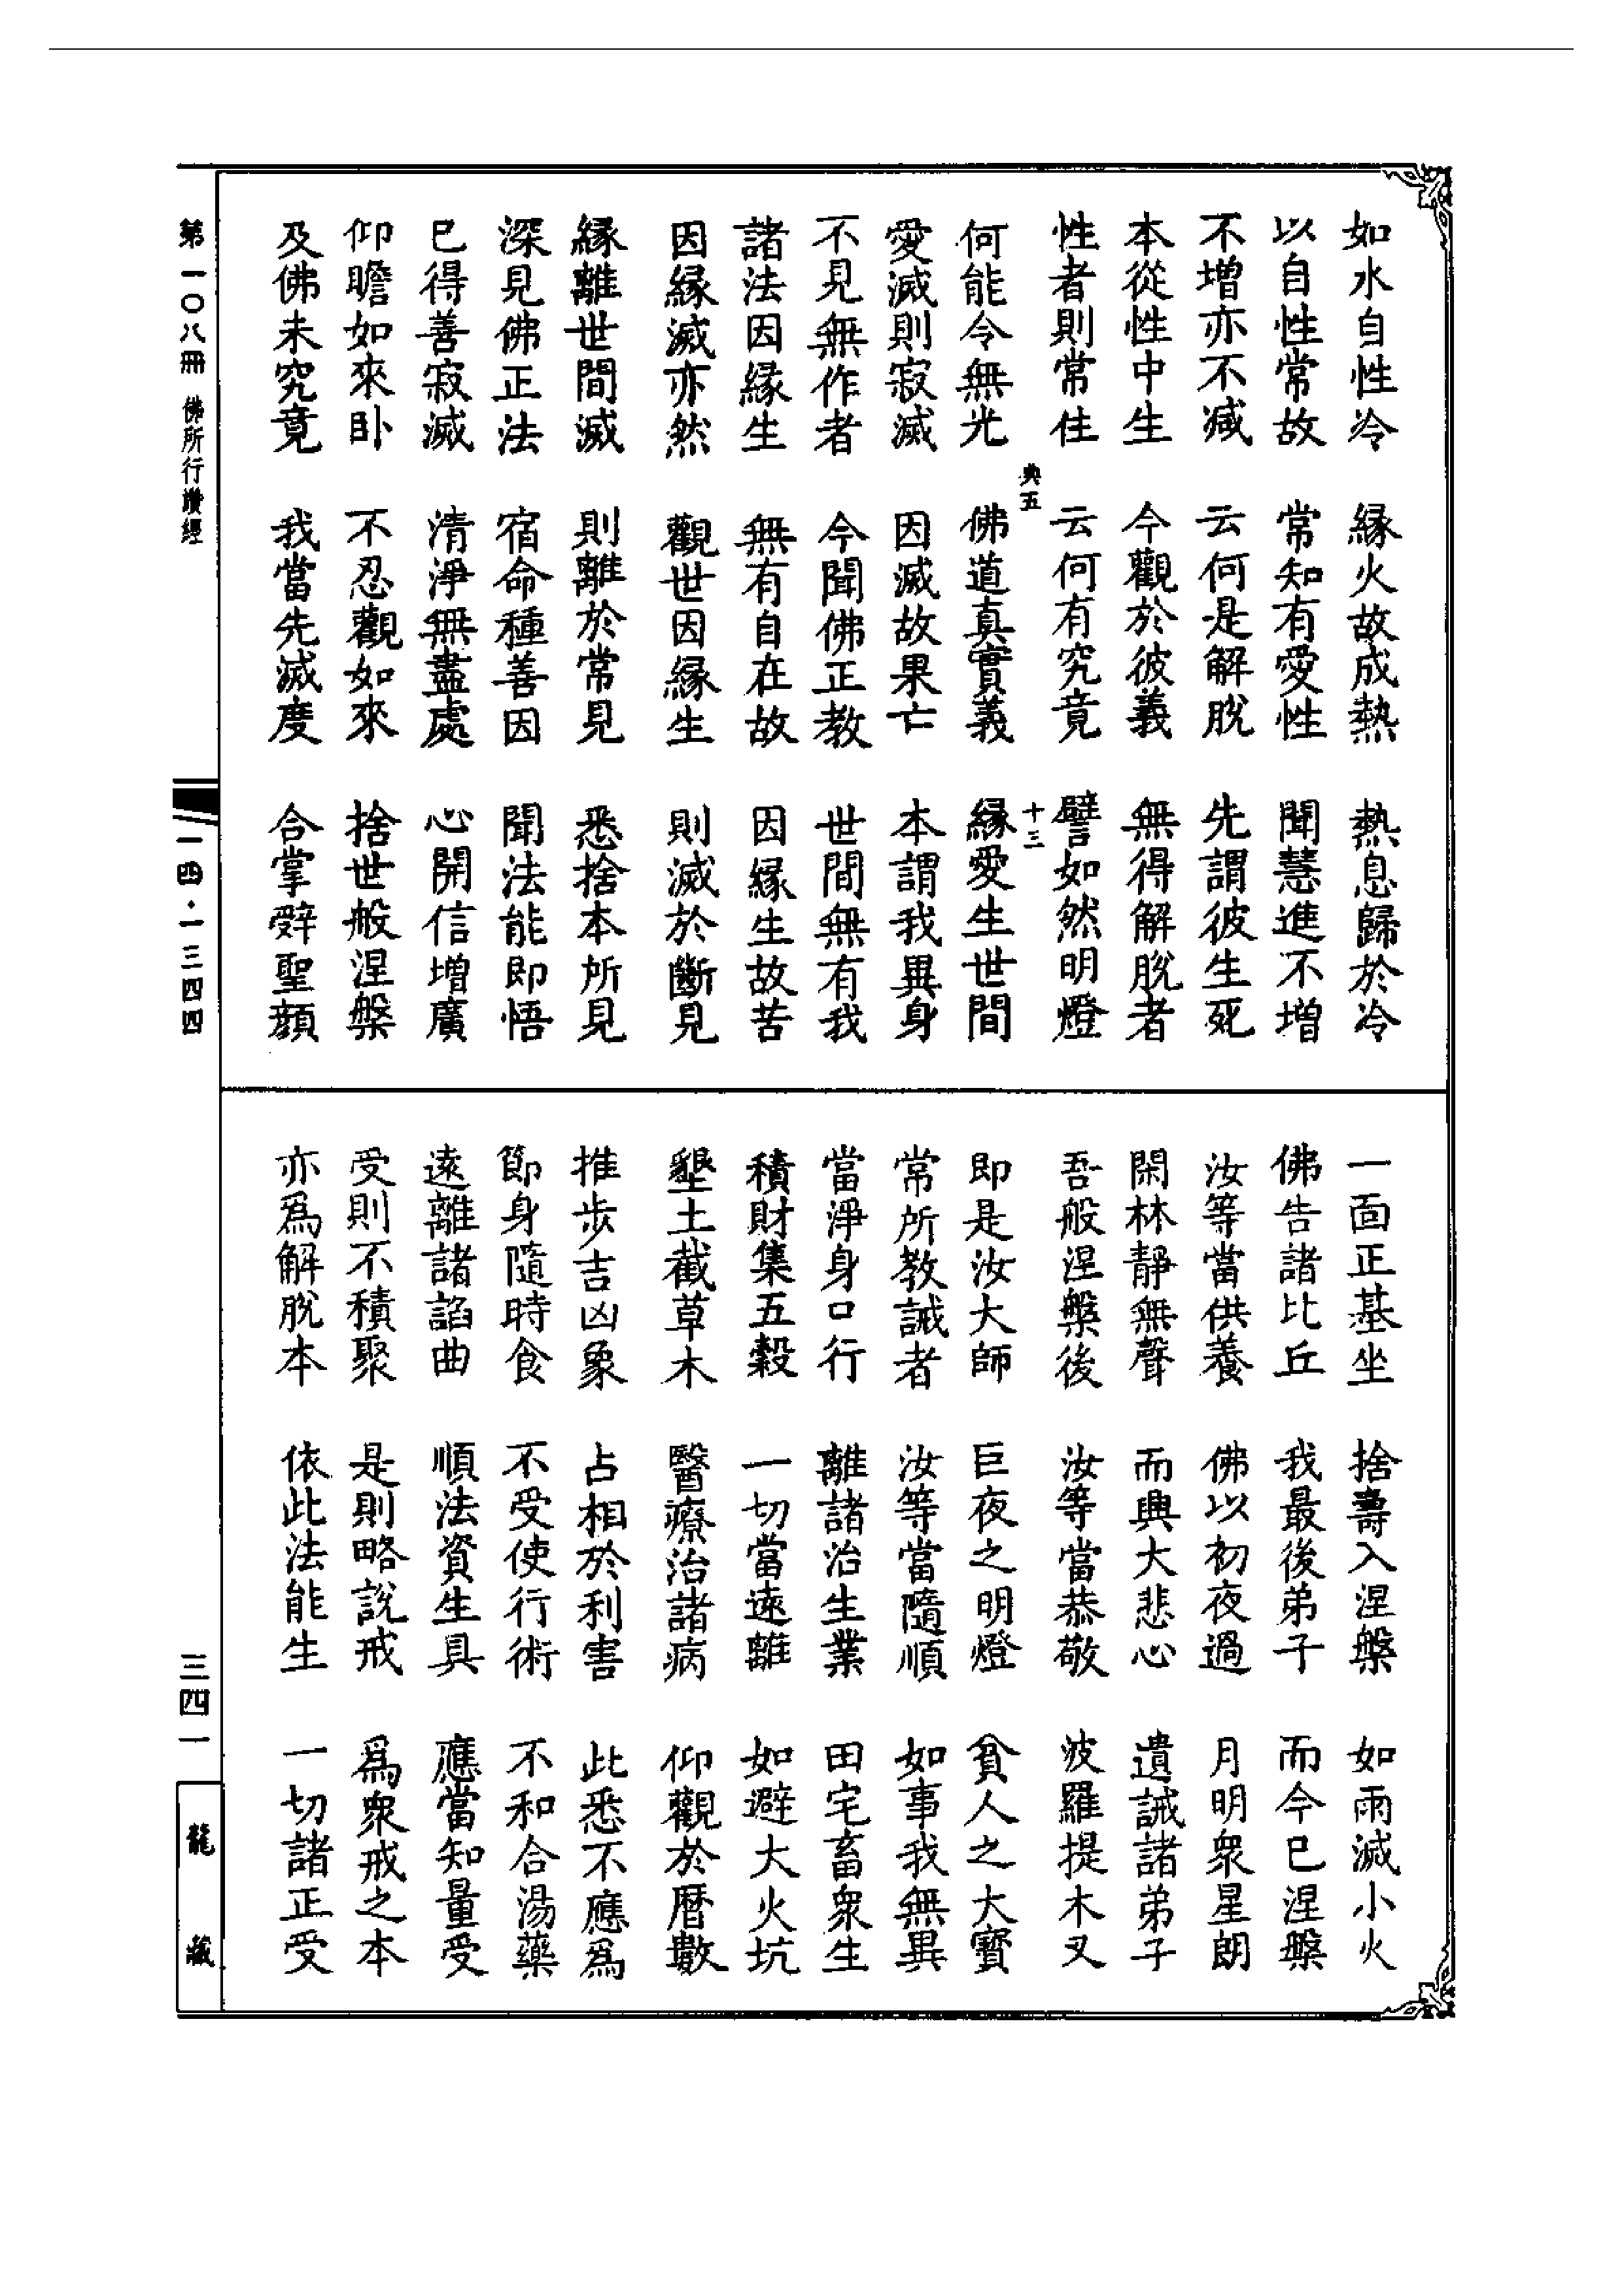 如水自性冷　緣火故成熱　熱息歸於冷
以自性常故　常知有愛性　聞慧進不增
不增亦不減　云何是解脫　先謂彼生死
本從性中生　今觀於彼義　無得解脫者
性者則常住　云何有究竟　譬如然明燈
典五　十三
何能令無光　佛道真實義　緣愛生世間
愛滅則寂滅　因滅故果亡　本謂我異身
不見無作者　今聞佛正教　世間無有我
諸法因緣生　無有自在故　因緣生故苦
因緣滅亦然　觀世因緣生　則滅於斷見
緣離世間滅　則離於常見　悉捨本所見
深見佛正法　宿命種善因　聞法能即悟
已得善寂滅　清淨無盡處　心開信增廣
仰瞻如來臥　不忍觀如來　捨世般涅槃
及佛未究竟　我當先滅度　合掌辭聖顏
一面正基坐　捨壽入涅槃　如雨滅小火
佛告諸比丘　我最後弟子　而今已涅槃
汝等當供養　佛以初夜過　月明衆星朗
閑林靜無聲　而興大悲心　遺誡諸弟子
吾般涅槃後　汝等當恭敬　波羅提木叉
即是汝大師　巨夜之明燈　貧人之大寶
常所教誡者　汝等當隨順　如事我無異
當淨身口行　離諸治生業　田宅畜衆生
積財集五穀　一切當遠離　如避大火坑
墾土截草木　醫療治諸病　仰觀於曆數
推步吉凶象　占相於利害　此悉不應爲
節身隨時食　不受使行術　不和合湯藥
遠離諸諂曲　順法資生具　應當知量受
受則不積聚　是則略說戒　爲衆戒之本
亦爲解脫本　依此法能生　一切諸正受
第一〇八冊　佛所行讚經
一四·一三四四
三四一
龍藏